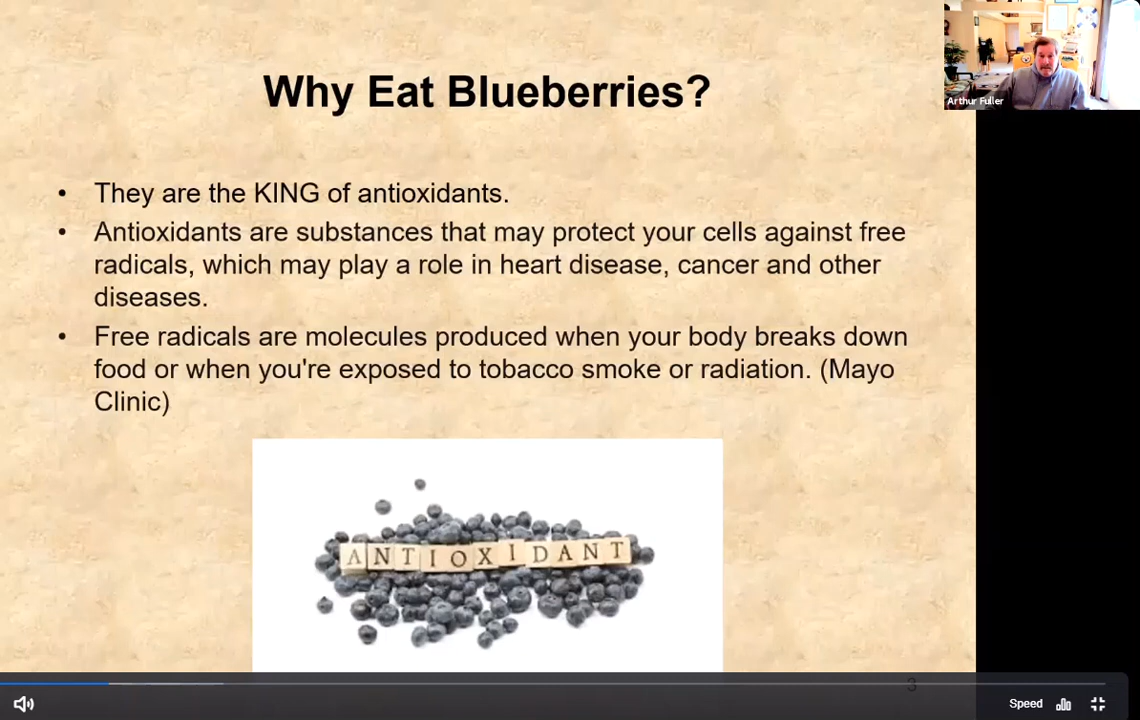 Why Eat Blueberries?
Arthur Fuller
• They are the KING of antioxidants.
• Antioxidants are substances that may protect your cells against free
radicals, which may play a role in heart disease, cancer and other
diseases.
• Free radicals are molecules produced when your body breaks down
food or when you're exposed to tobacco smoke or radiation. (Mayo
Clinic)
ANTIOXIDANT
3
Speed